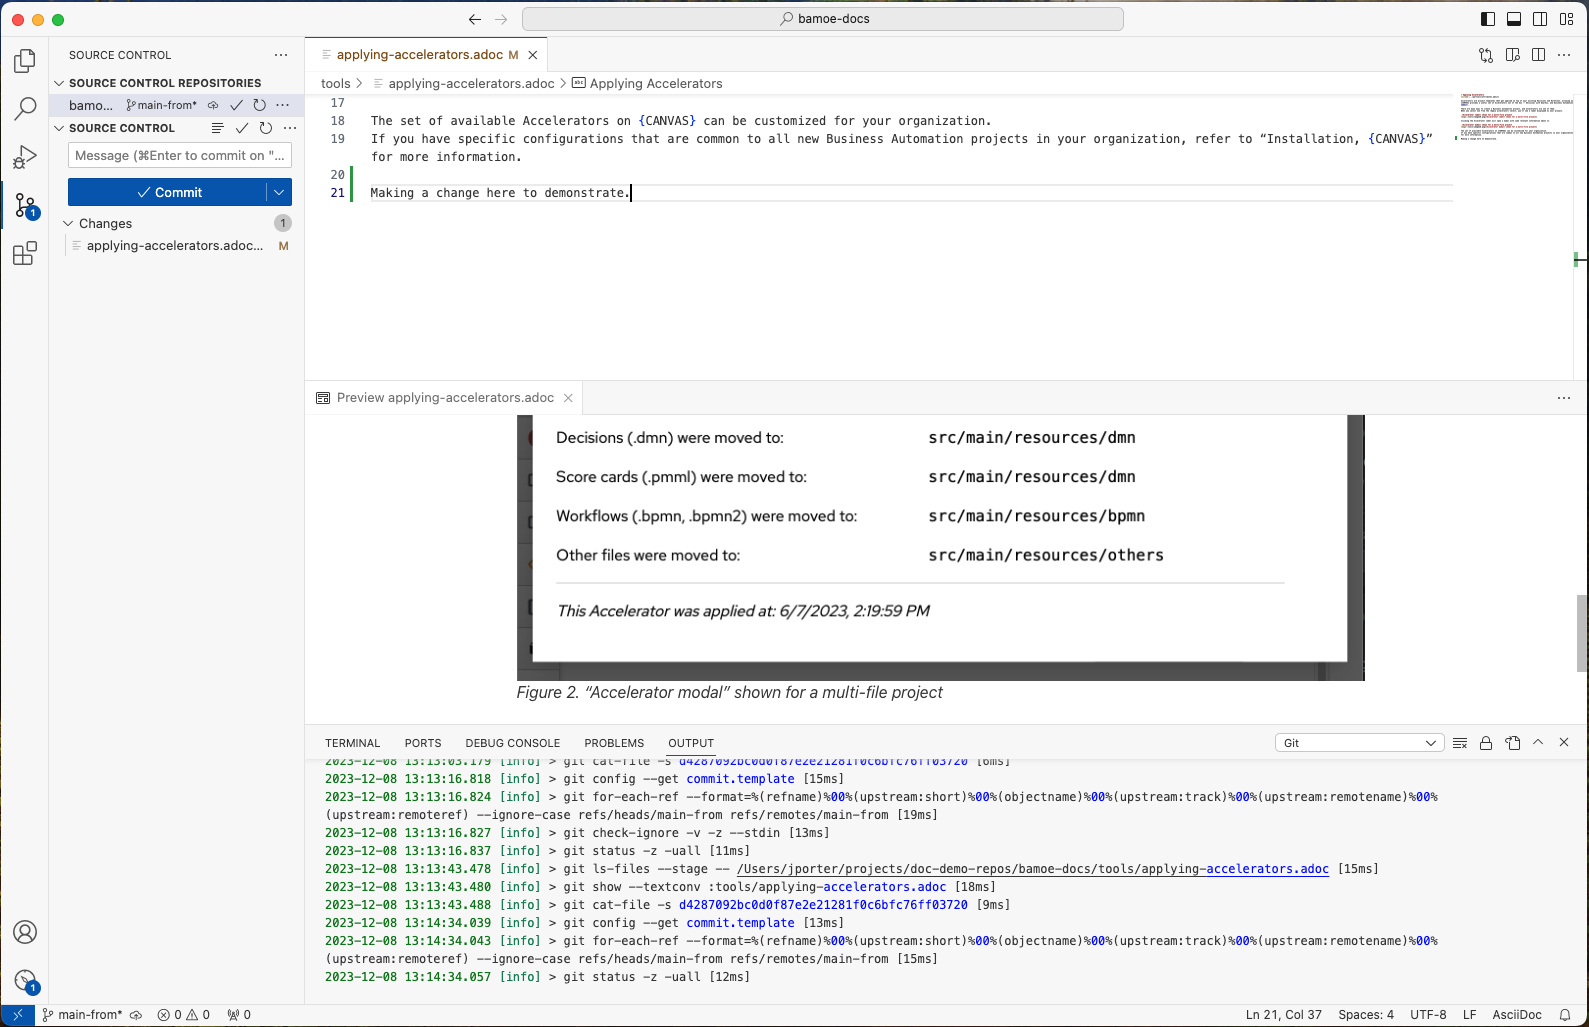 bamoe-docs
SOURCE CONTROL
SOURCE CONTROL REPOSITORIES
bamo... main-from*
SOURCE CONTROL
Message (⌘Enter to commit on "...
Commit
1
Changes 1
applying-accelerators.adoc... M
applying-accelerators.adoc M
tools > applying-accelerators.adoc > Applying Accelerators
17
18 The set of available Accelerators on {CANVAS} can be customized for your organization.
19 If you have specific configurations that are common to all new Business Automation projects in your organization, refer to “Installation, {CANVAS}”
for more information.
20
21 Making a change here to demonstrate.
Preview applying-accelerators.adoc
Decisions (.dmn) were moved to: src/main/resources/dmn
Score cards (.pmml) were moved to: src/main/resources/dmn
Workflows (.bpmn, .bpmn2) were moved to: src/main/resources/bpmn
Other files were moved to: src/main/resources/others
This Accelerator was applied at: 6/7/2023, 2:19:59 PM
Figure 2. “Accelerator modal” shown for a multi-file project
TERMINAL PORTS DEBUG CONSOLE PROBLEMS OUTPUT Git
2023-12-08 13:13:03.179 [info] > git cat-file -s d4287092bc0d0f87e2e21281f0c6bfc76ff03720 [6ms]
2023-12-08 13:13:16.818 [info] > git config --get commit.template [15ms]
2023-12-08 13:13:16.824 [info] > git for-each-ref --format=%(refname)%00%(upstream:short)%00%(objectname)%00%(upstream:track)%00%(upstream:remotename)%00%
(upstream:remoteref) --ignore-case refs/heads/main-from refs/remotes/main-from [19ms]
2023-12-08 13:13:16.827 [info] > git check-ignore -v -z --stdin [13ms]
2023-12-08 13:13:16.837 [info] > git status -z -uall [11ms]
2023-12-08 13:13:43.478 [info] > git ls-files --stage -- /Users/jporter/projects/doc-demo-repos/bamoe-docs/tools/applying-accelerators.adoc [15ms]
2023-12-08 13:13:43.480 [info] > git show --textconv :tools/applying-accelerators.adoc [18ms]
2023-12-08 13:13:43.488 [info] > git cat-file -s d4287092bc0d0f87e2e21281f0c6bfc76ff03720 [9ms]
2023-12-08 13:14:34.039 [info] > git config --get commit.template [13ms]
2023-12-08 13:14:34.043 [info] > git for-each-ref --format=%(refname)%00%(upstream:short)%00%(objectname)%00%(upstream:track)%00%(upstream:remotename)%00%
(upstream:remoteref) --ignore-case refs/heads/main-from refs/remotes/main-from [15ms]
2023-12-08 13:14:34.057 [info] > git status -z -uall [12ms]
1
main-from* 0 0 0 Ln 21, Col 37 Spaces: 4 UTF-8 LF AsciiDoc